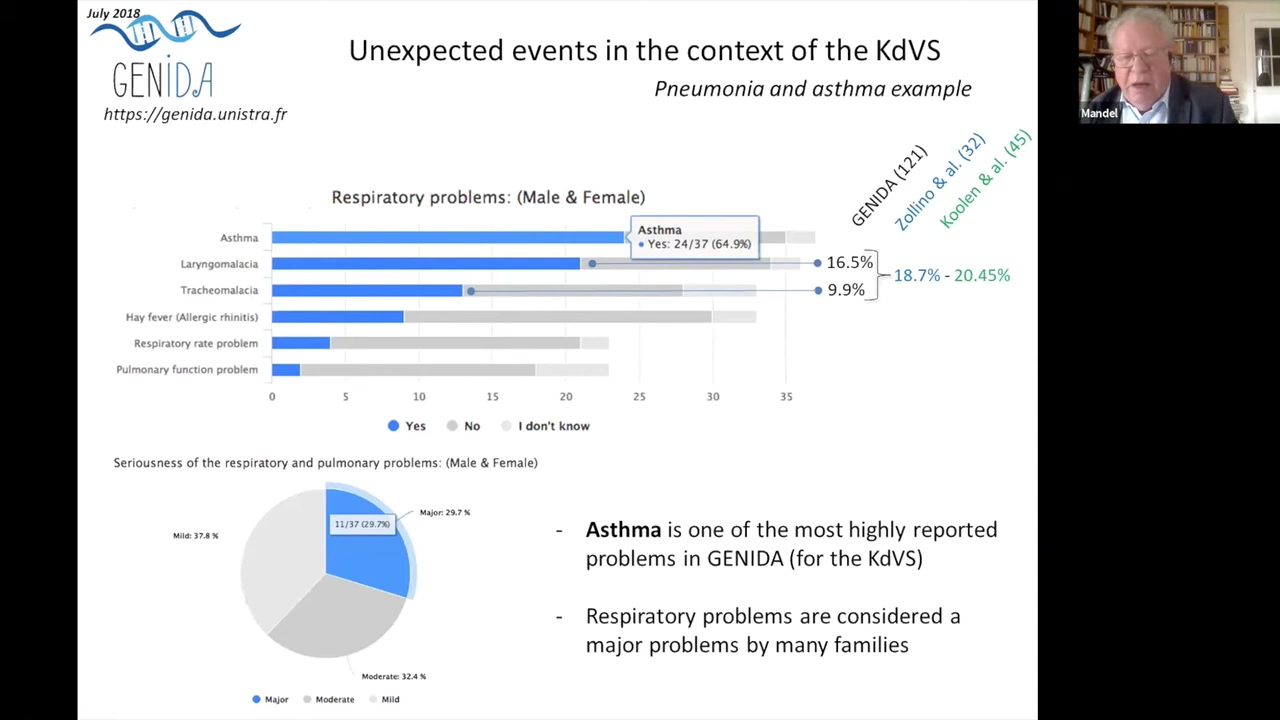 July 2018
GENIDA
https://genida.unistra.fr
Unexpected events in the context of the KdVS
Pneumonia and asthma example
Mandel
GENIDA (121)
Zollino & al. (32)
Koolen & al. (45)
Respiratory problems: (Male & Female)
Asthma
Asthma
Yes: 24/37 (64.9%)
Laryngomalacia
16.5%
Tracheomalacia
9.9%
18.7% - 20.45%
Hay fever (Allergic rhinitis)
Respiratory rate problem
Pulmonary function problem
0 5 10 15 20 25 30 35
Yes No I don't know
Seriousness of the respiratory and pulmonary problems: (Male & Female)
11/37 (29.7%)
Major: 29.7 %
Mild: 37.8 %
Moderate: 32.4 %
Major Moderate Mild
- Asthma is one of the most highly reported
problems in GENIDA (for the KdVS)
- Respiratory problems are considered a
major problems by many families